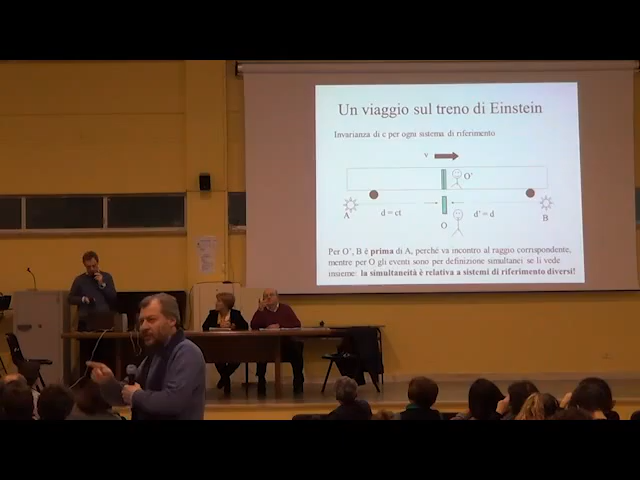 Un viaggio sul treno di Einstein
Invarianza di c per ogni sistema di riferimento
v
O'
A
d = ct
d' = d
B
O
Per O', B è prima di A, perché va incontro al raggio corrispondente,
mentre per O gli eventi sono per definizione simultanei se li vede
insieme: la simultaneità è relativa a sistemi di riferimento diversi!